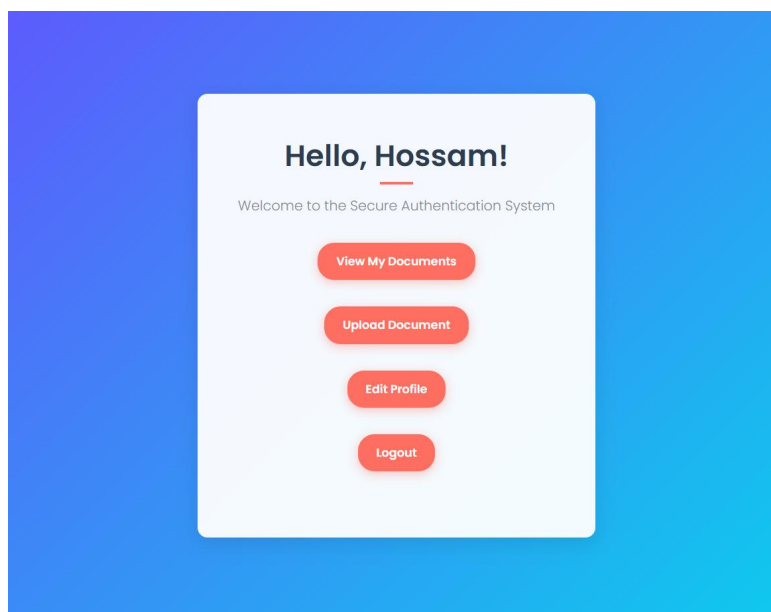 Hello, Hossam!
Welcome to the Secure Authentication System
View My Documents
Upload Document
Edit Profile
Logout